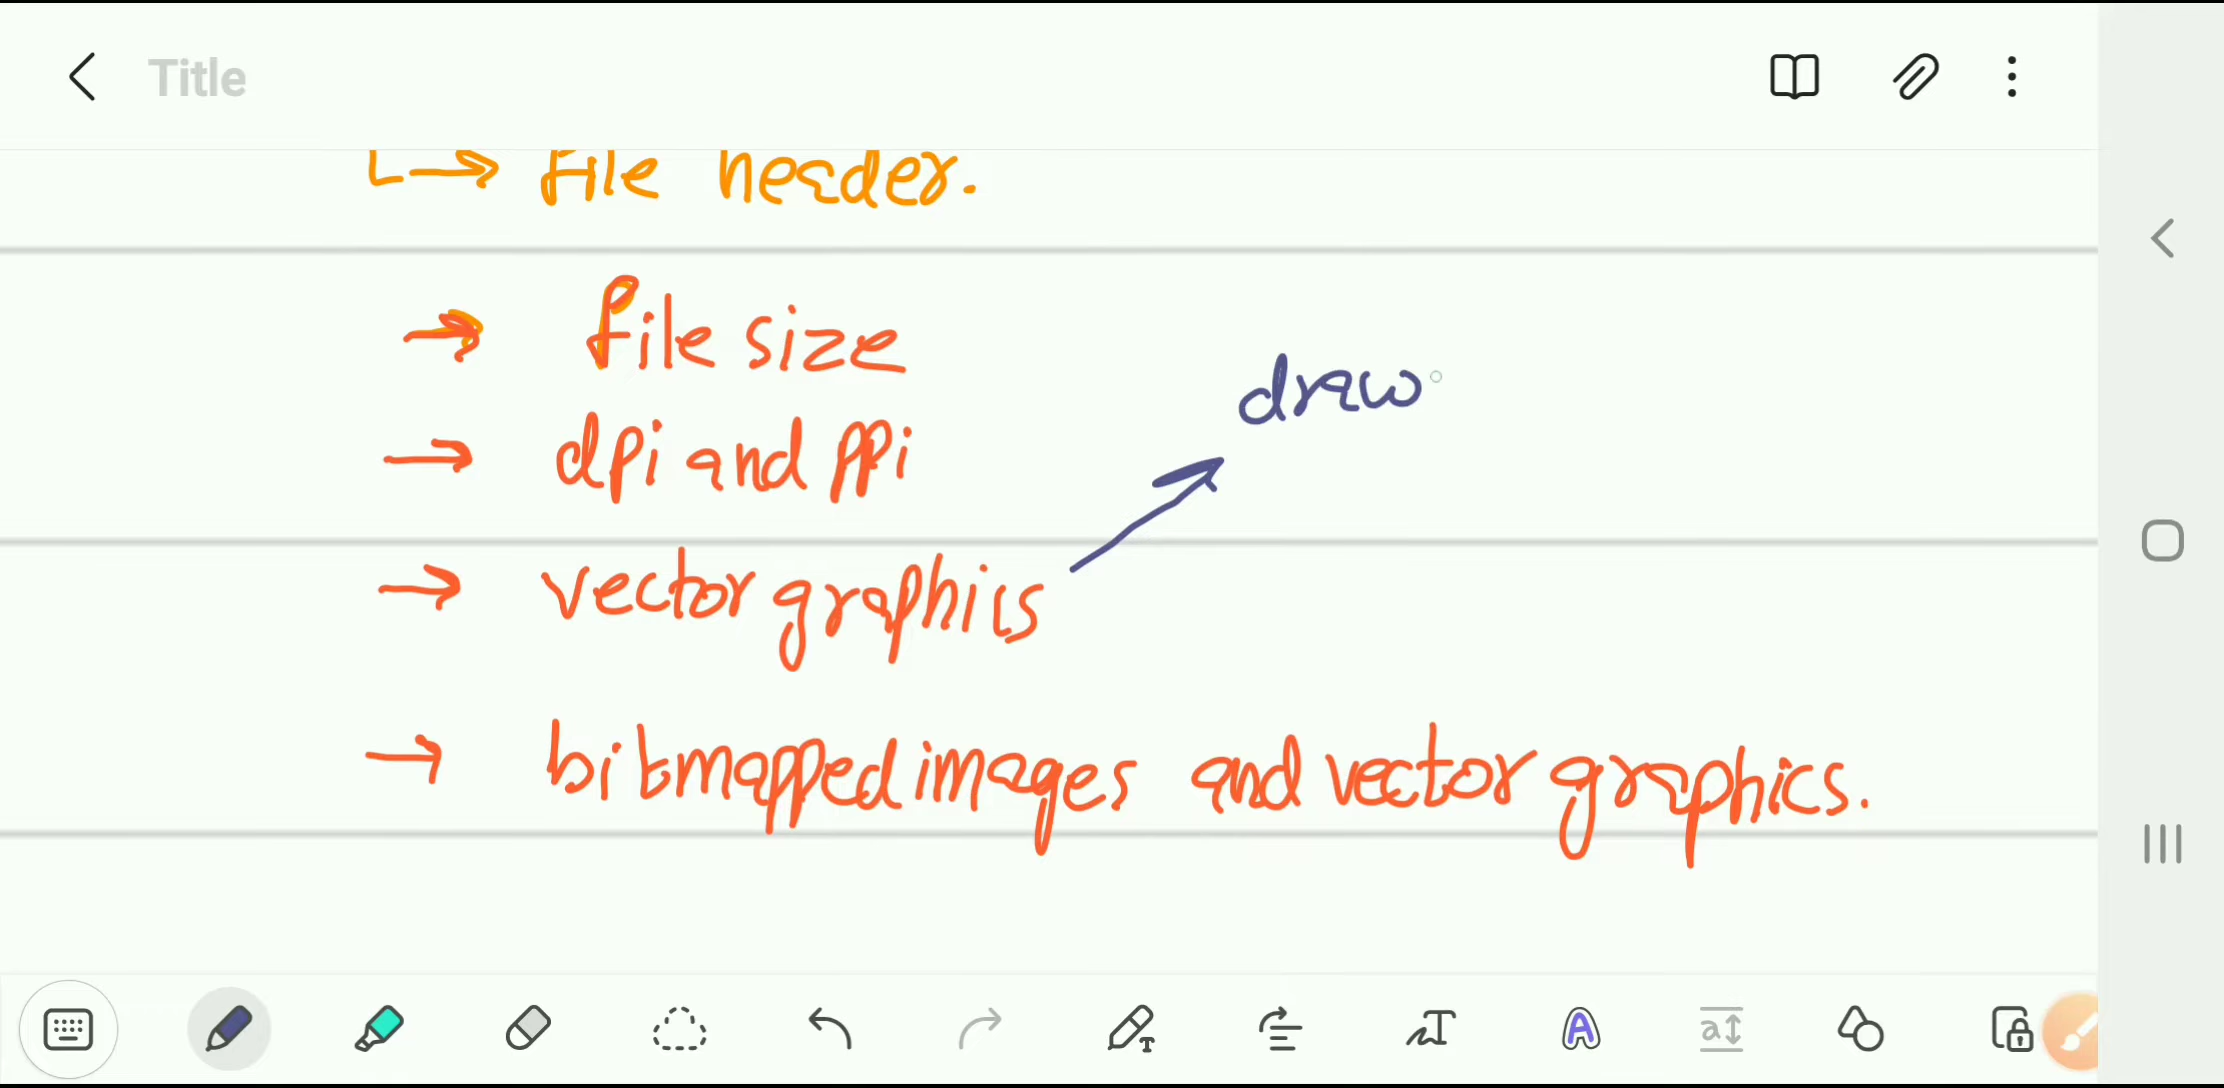 Title
↳ file header.
→ file size
draw
→ dpi and ppi
→ vector graphics
→ bitmapped images and vector graphics.